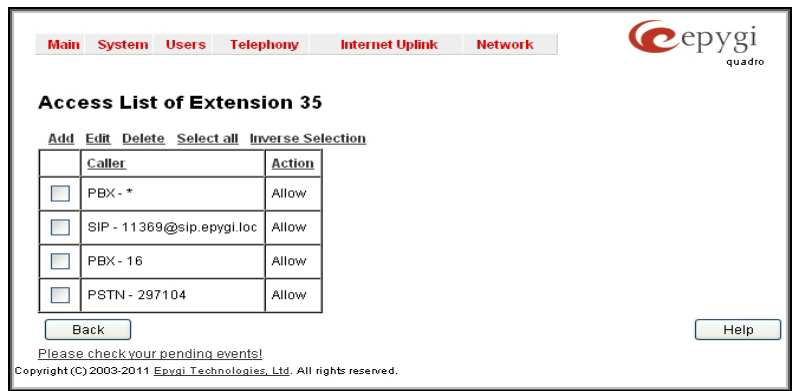 Main System Users Telephony Internet Uplink Network
epygi
quadro
Access List of Extension 35
Add Edit Delete Select all Inverse Selection
Caller Action
PBX - * Allow
SIP - 11369@sip.epygi.loc Allow
PBX - 16 Allow
PSTN - 297104 Allow
Back Help
Please check your pending events!
Copyright (C) 2003-2011 Epygi Technologies, Ltd. All rights reserved.